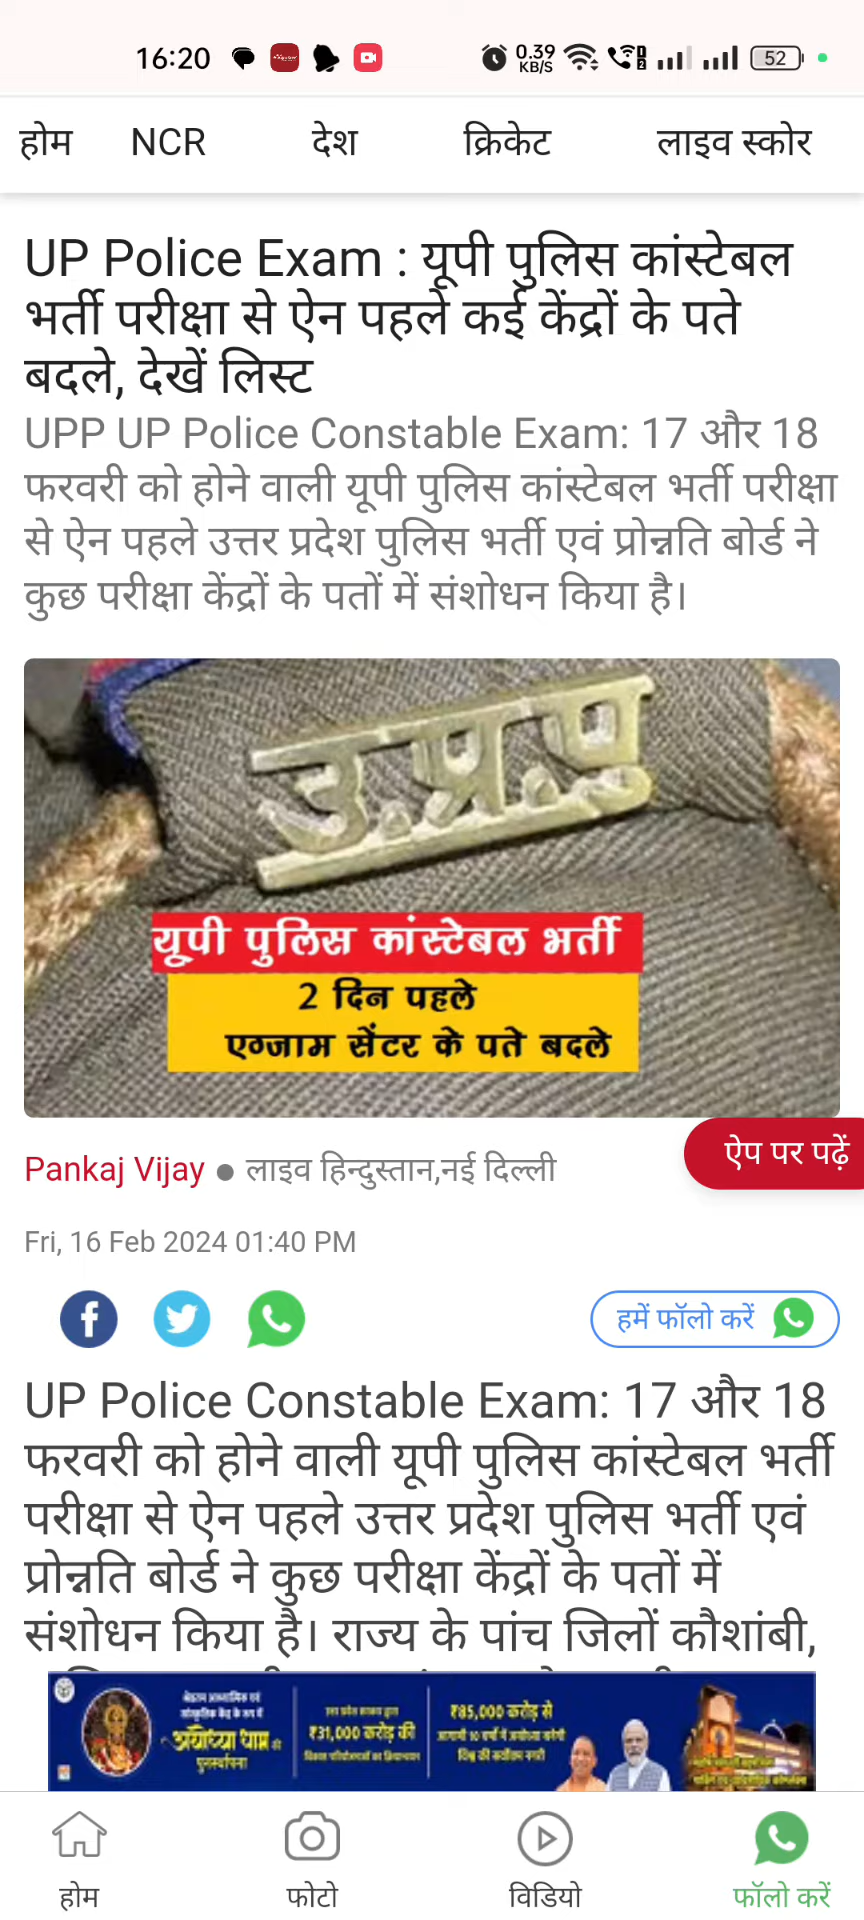 16:20
0.39
KB/S
52
होम NCR देश क्रिकेट लाइव स्कोर
UP Police Exam : यूपी पुलिस कांस्टेबल
भर्ती परीक्षा से ऐन पहले कई केंद्रों के पते
बदले, देखें लिस्ट
UPP UP Police Constable Exam: 17 और 18
फरवरी को होने वाली यूपी पुलिस कांस्टेबल भर्ती परीक्षा
से ऐन पहले उत्तर प्रदेश पुलिस भर्ती एवं प्रोन्नति बोर्ड ने
कुछ परीक्षा केंद्रों के पतों में संशोधन किया है।
उ.प्र.पु
यूपी पुलिस कांस्टेबल भर्ती
2 दिन पहले
एग्जाम सेंटर के पते बदले
ऐप पर पढ़ें
Pankaj Vijay ● लाइव हिन्दुस्तान,नई दिल्ली
Fri, 16 Feb 2024 01:40 PM
हमें फॉलो करें
UP Police Constable Exam: 17 और 18
फरवरी को होने वाली यूपी पुलिस कांस्टेबल भर्ती
परीक्षा से ऐन पहले उत्तर प्रदेश पुलिस भर्ती एवं
प्रोन्नति बोर्ड ने कुछ परीक्षा केंद्रों के पतों में
संशोधन किया है। राज्य के पांच जिलों कौशांबी,
अयोध्या धाम
₹31,000 करोड़ की
₹85,000 करोड़ से
होम फोटो विडियो फॉलो करें